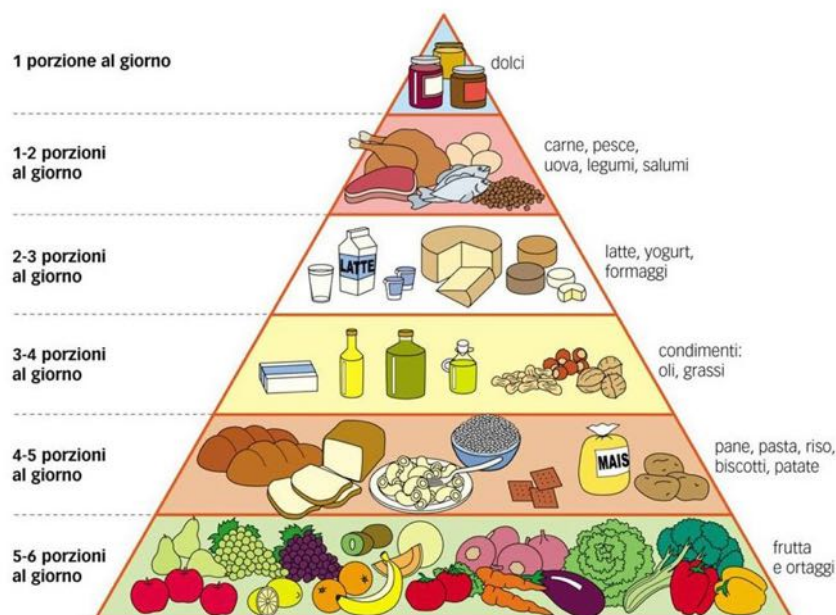 1 porzione al giorno
dolci
1-2 porzioni
al giorno
carne, pesce,
uova, legumi, salumi
2-3 porzioni
al giorno
LATTE
latte, yogurt,
formaggi
3-4 porzioni
al giorno
condimenti:
oli, grassi
4-5 porzioni
al giorno
MAIS
pane, pasta, riso,
biscotti, patate
5-6 porzioni
al giorno
frutta
e ortaggi